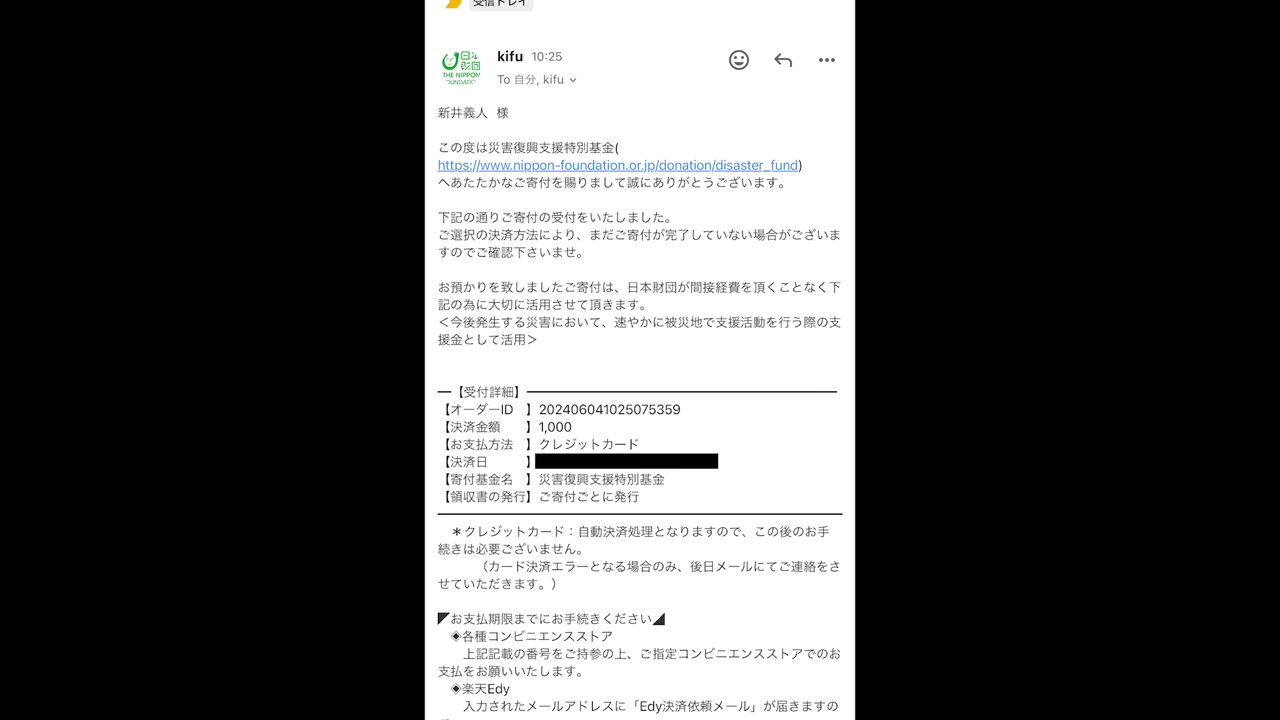 受信トレイ
kifu 10:25
To 自分, kifu
THE NIPPON
新井義人 様
この度は災害復興支援特別基金(
https://www.nippon-foundation.or.jp/donation/disaster_fund)
へあたたかなご寄付を賜りまして誠にありがとうございます。
下記の通りご寄付の受付をいたしました。
ご選択の決済方法により、まだご寄付が完了していない場合がございま
すのでご確認下さいませ。
お預かりを致しましたご寄付は、日本財団が間接経費を頂くことなく下
記の為に大切に活用させて頂きます。
＜今後発生する災害において、速やかに被災地で支援活動を行う際の支
援金として活用＞
━【受付詳細】━━━━━━━━━━━━━━━━━━━━
【オーダーID 】202406041025075359
【決済金額 】1,000
【お支払方法 】クレジットカード
【決済日 】
【寄付基金名 】災害復興支援特別基金
【領収書の発行】ご寄付ごとに発行
＊クレジットカード：自動決済処理となりますので、この後のお手
続きは必要ございません。
（カード決済エラーとなる場合のみ、後日メールにてご連絡をさ
せていただきます。）
◤お支払期限までにお手続きください◢
◈各種コンビニエンスストア
上記記載の番号をご持参の上、ご指定コンビニエンスストアでのお
支払をお願いいたします。
◈楽天Edy
入力されたメールアドレスに「Edy決済依頼メール」が届きますの